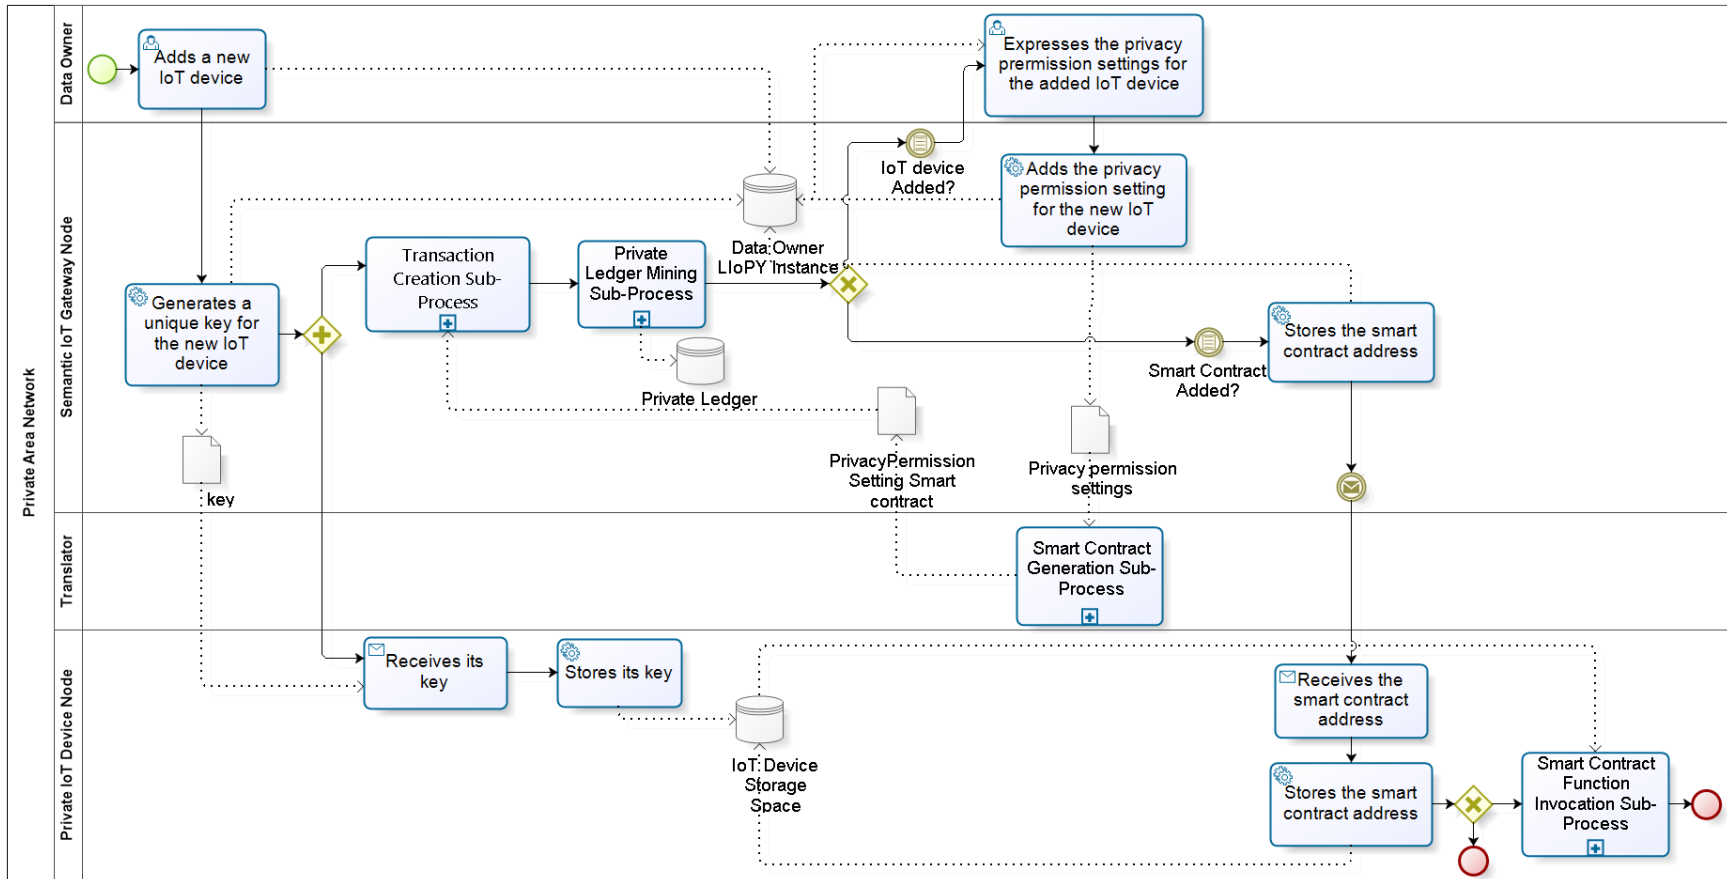 Private Area Network
Data Owner
Semantic IoT Gateway Node
Translator
Private IoT Device Node
Adds a new
IoT device
Expresses the privacy
prermission settings for
the added IoT device
IoT device
Added?
Adds the privacy
permission setting
for the new IoT
device
Data Owner
LIoPY Instance
Transaction
Creation Sub-
Process
Private
Ledger Mining
Sub-Process
Generates a
unique key for
the new IoT
device
Private Ledger
Smart Contract
Added?
Stores the smart
contract address
key
PrivacyPermission
Setting Smart
contract
Privacy permission
settings
Smart Contract
Generation Sub-
Process
Receives its
key
Stores its key
IoT Device
Storage
Space
Receives the
smart contract
address
Stores the smart
contract address
Smart Contract
Function
Invocation Sub-
Process